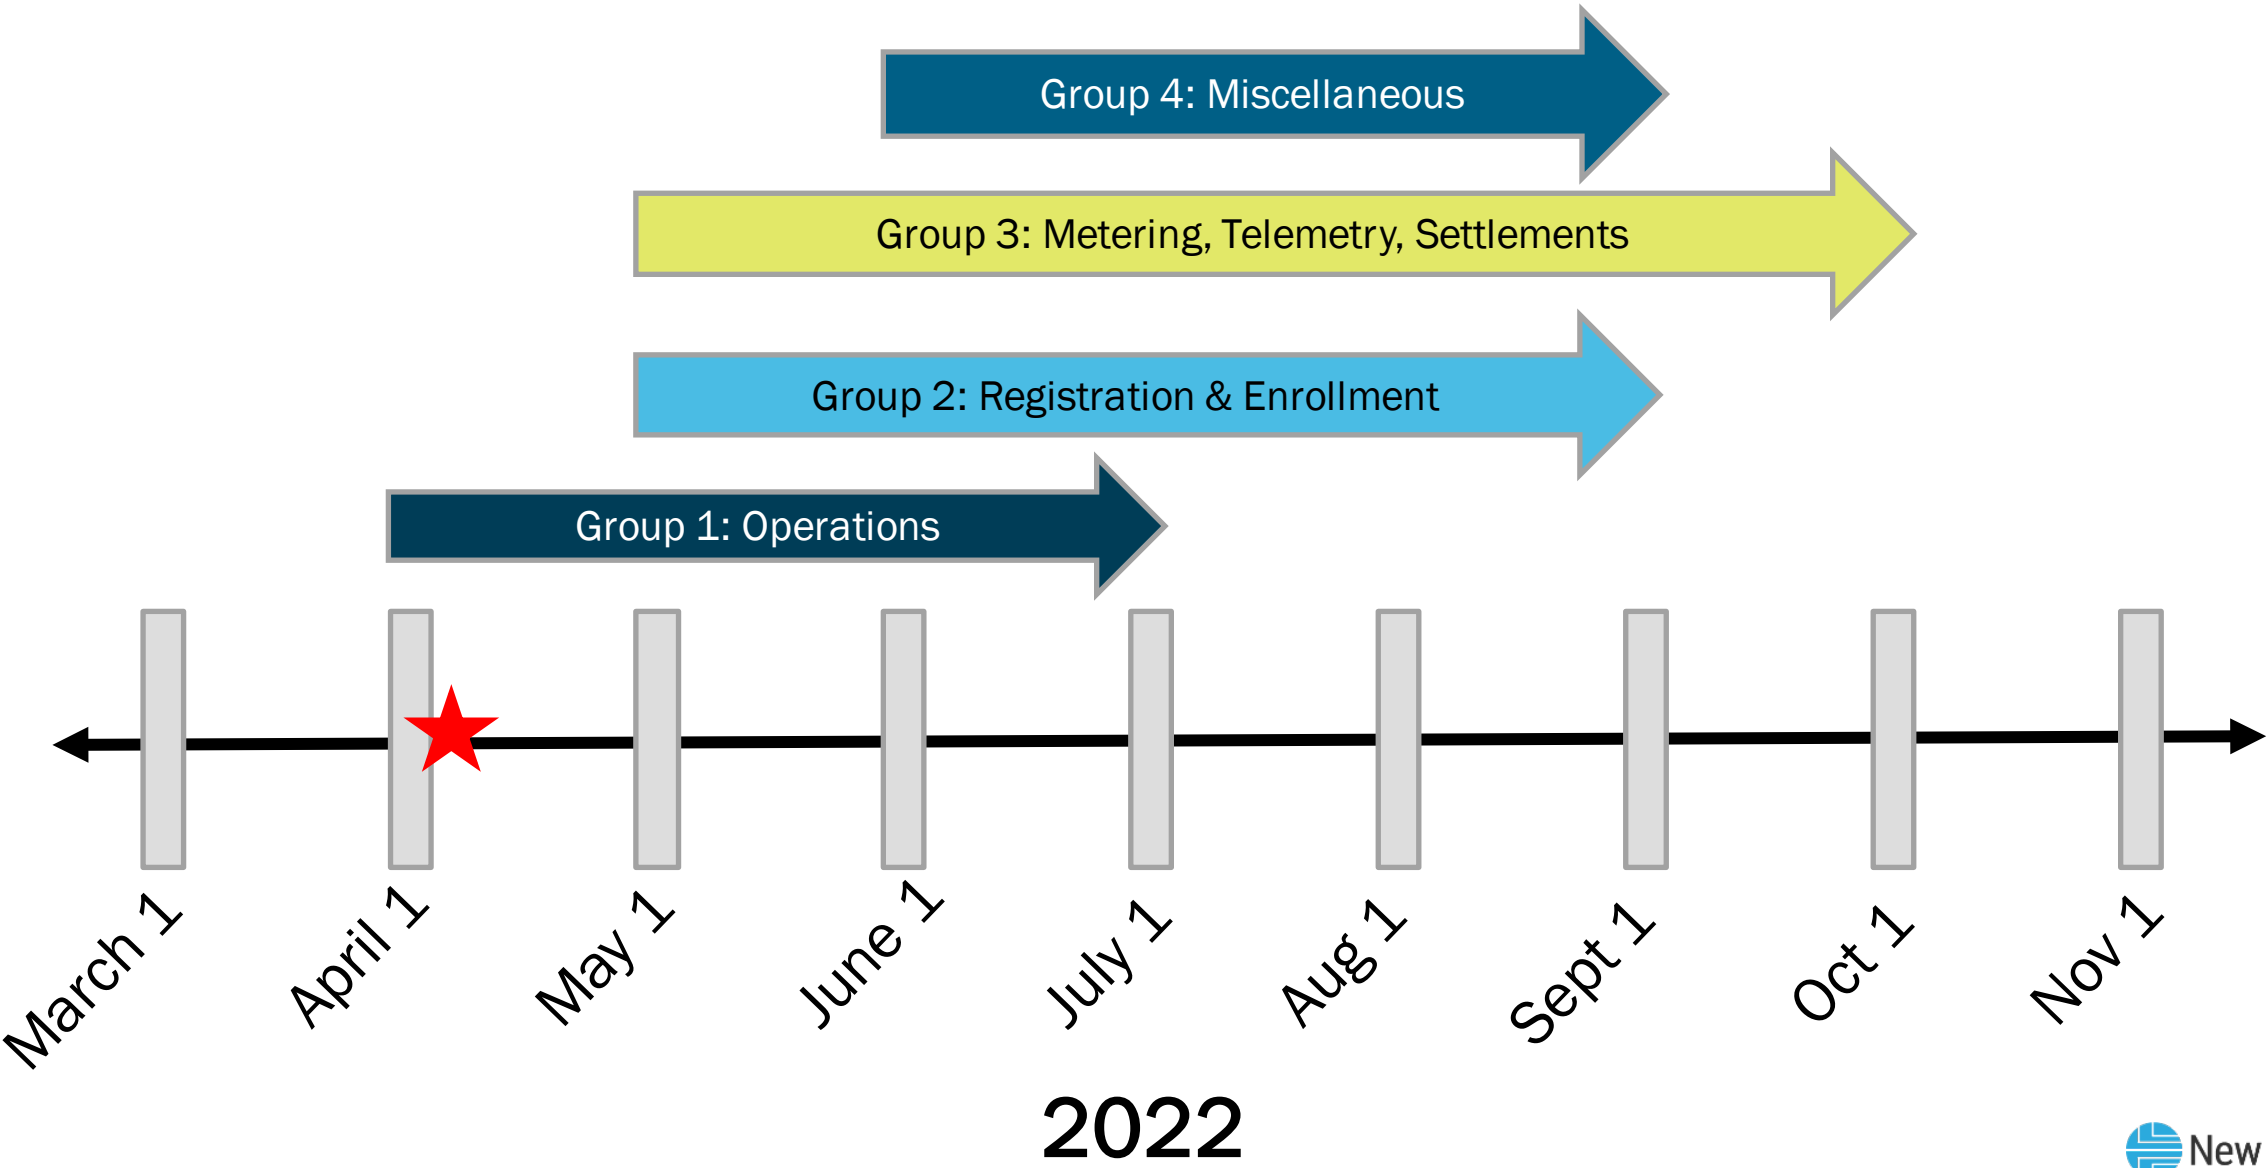 Group 4: Miscellaneous
Group 3: Metering, Telemetry, Settlements
Group 2: Registration & Enrollment
Group 1: Operations
March 1
April 1
May 1
June 1
July 1
Aug 1
Sept 1
Oct 1
Nov 1
2022
New